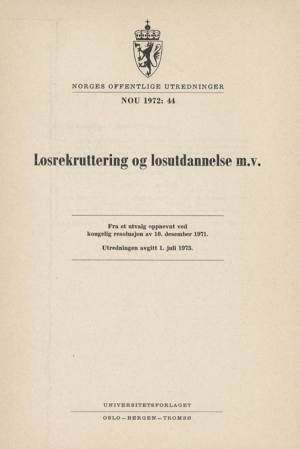 NORGES OFFENTLIGE UTREDNINGER
NOU 1972: 44
Losrekruttering og losutdannelse m.v.
Fra et utvalg oppnevnt ved
kongelig resolusjon av 10. desember 1971.
Utredningen avgitt 1. juli 1973.
UNIVERSITETSFORLAGET
OSLO – BERGEN – TROMSØ